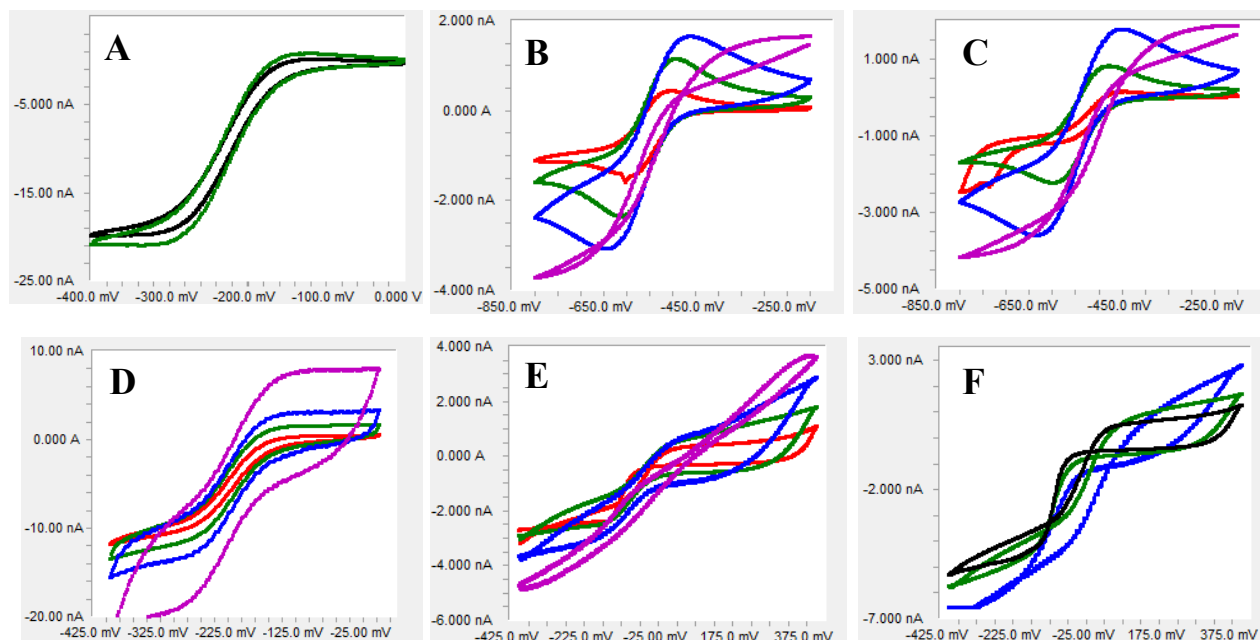 A
-5.000 nA
-15.00 nA
-25.00 nA
-400.0 mV -300.0 mV -200.0 mV -100.0 mV 0.000 V
B
2.000 nA
0.000 A
-2.000 nA
-4.000 nA
-850.0 mV -650.0 mV -450.0 mV -250.0 mV
C
1.000 nA
-1.000 nA
-3.000 nA
-5.000 nA
-850.0 mV -650.0 mV -450.0 mV -250.0 mV
D
10.00 nA
0.000 A
-10.00 nA
-20.00 nA
-425.0 mV -325.0 mV -225.0 mV -125.0 mV -25.00 mV
E
4.000 nA
2.000 nA
0.000 A
-2.000 nA
-4.000 nA
-6.000 nA
-425.0 mV -225.0 mV -25.00 mV 175.0 mV 375.0 mV
F
3.000 nA
-2.000 nA
-7.000 nA
-425.0 mV -225.0 mV -25.00 mV 175.0 mV 375.0 mV